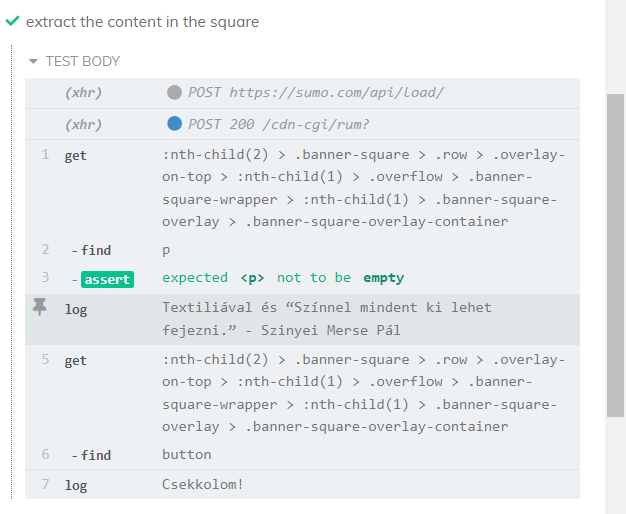 extract the content in the square
TEST BODY
(xhr) POST https://sumo.com/api/load/
(xhr) POST 200 /cdn-cgi/rum?
1 get :nth-child(2) > .banner-square > .row > .overlay-
on-top > :nth-child(1) > .overflow > .banner-
square-wrapper > :nth-child(1) > .banner-square-
overlay > .banner-square-overlay-container
2 -find p
3 -assert expected <p> not to be empty
log Textiliával és “Színnel mindent ki lehet
fejezni.” - Szinyei Merse Pál
5 get :nth-child(2) > .banner-square > .row > .overlay-
on-top > :nth-child(1) > .overflow > .banner-
square-wrapper > :nth-child(1) > .banner-square-
overlay > .banner-square-overlay-container
6 -find button
7 log Csekkolom!